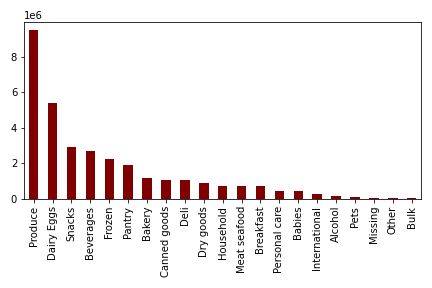 1e6
8
6
4
2
0
Produce
Dairy Eggs
Snacks
Beverages
Frozen
Pantry
Bakery
Canned goods
Deli
Dry goods
Household
Meat seafood
Breakfast
Personal care
Babies
International
Alcohol
Pets
Missing
Other
Bulk